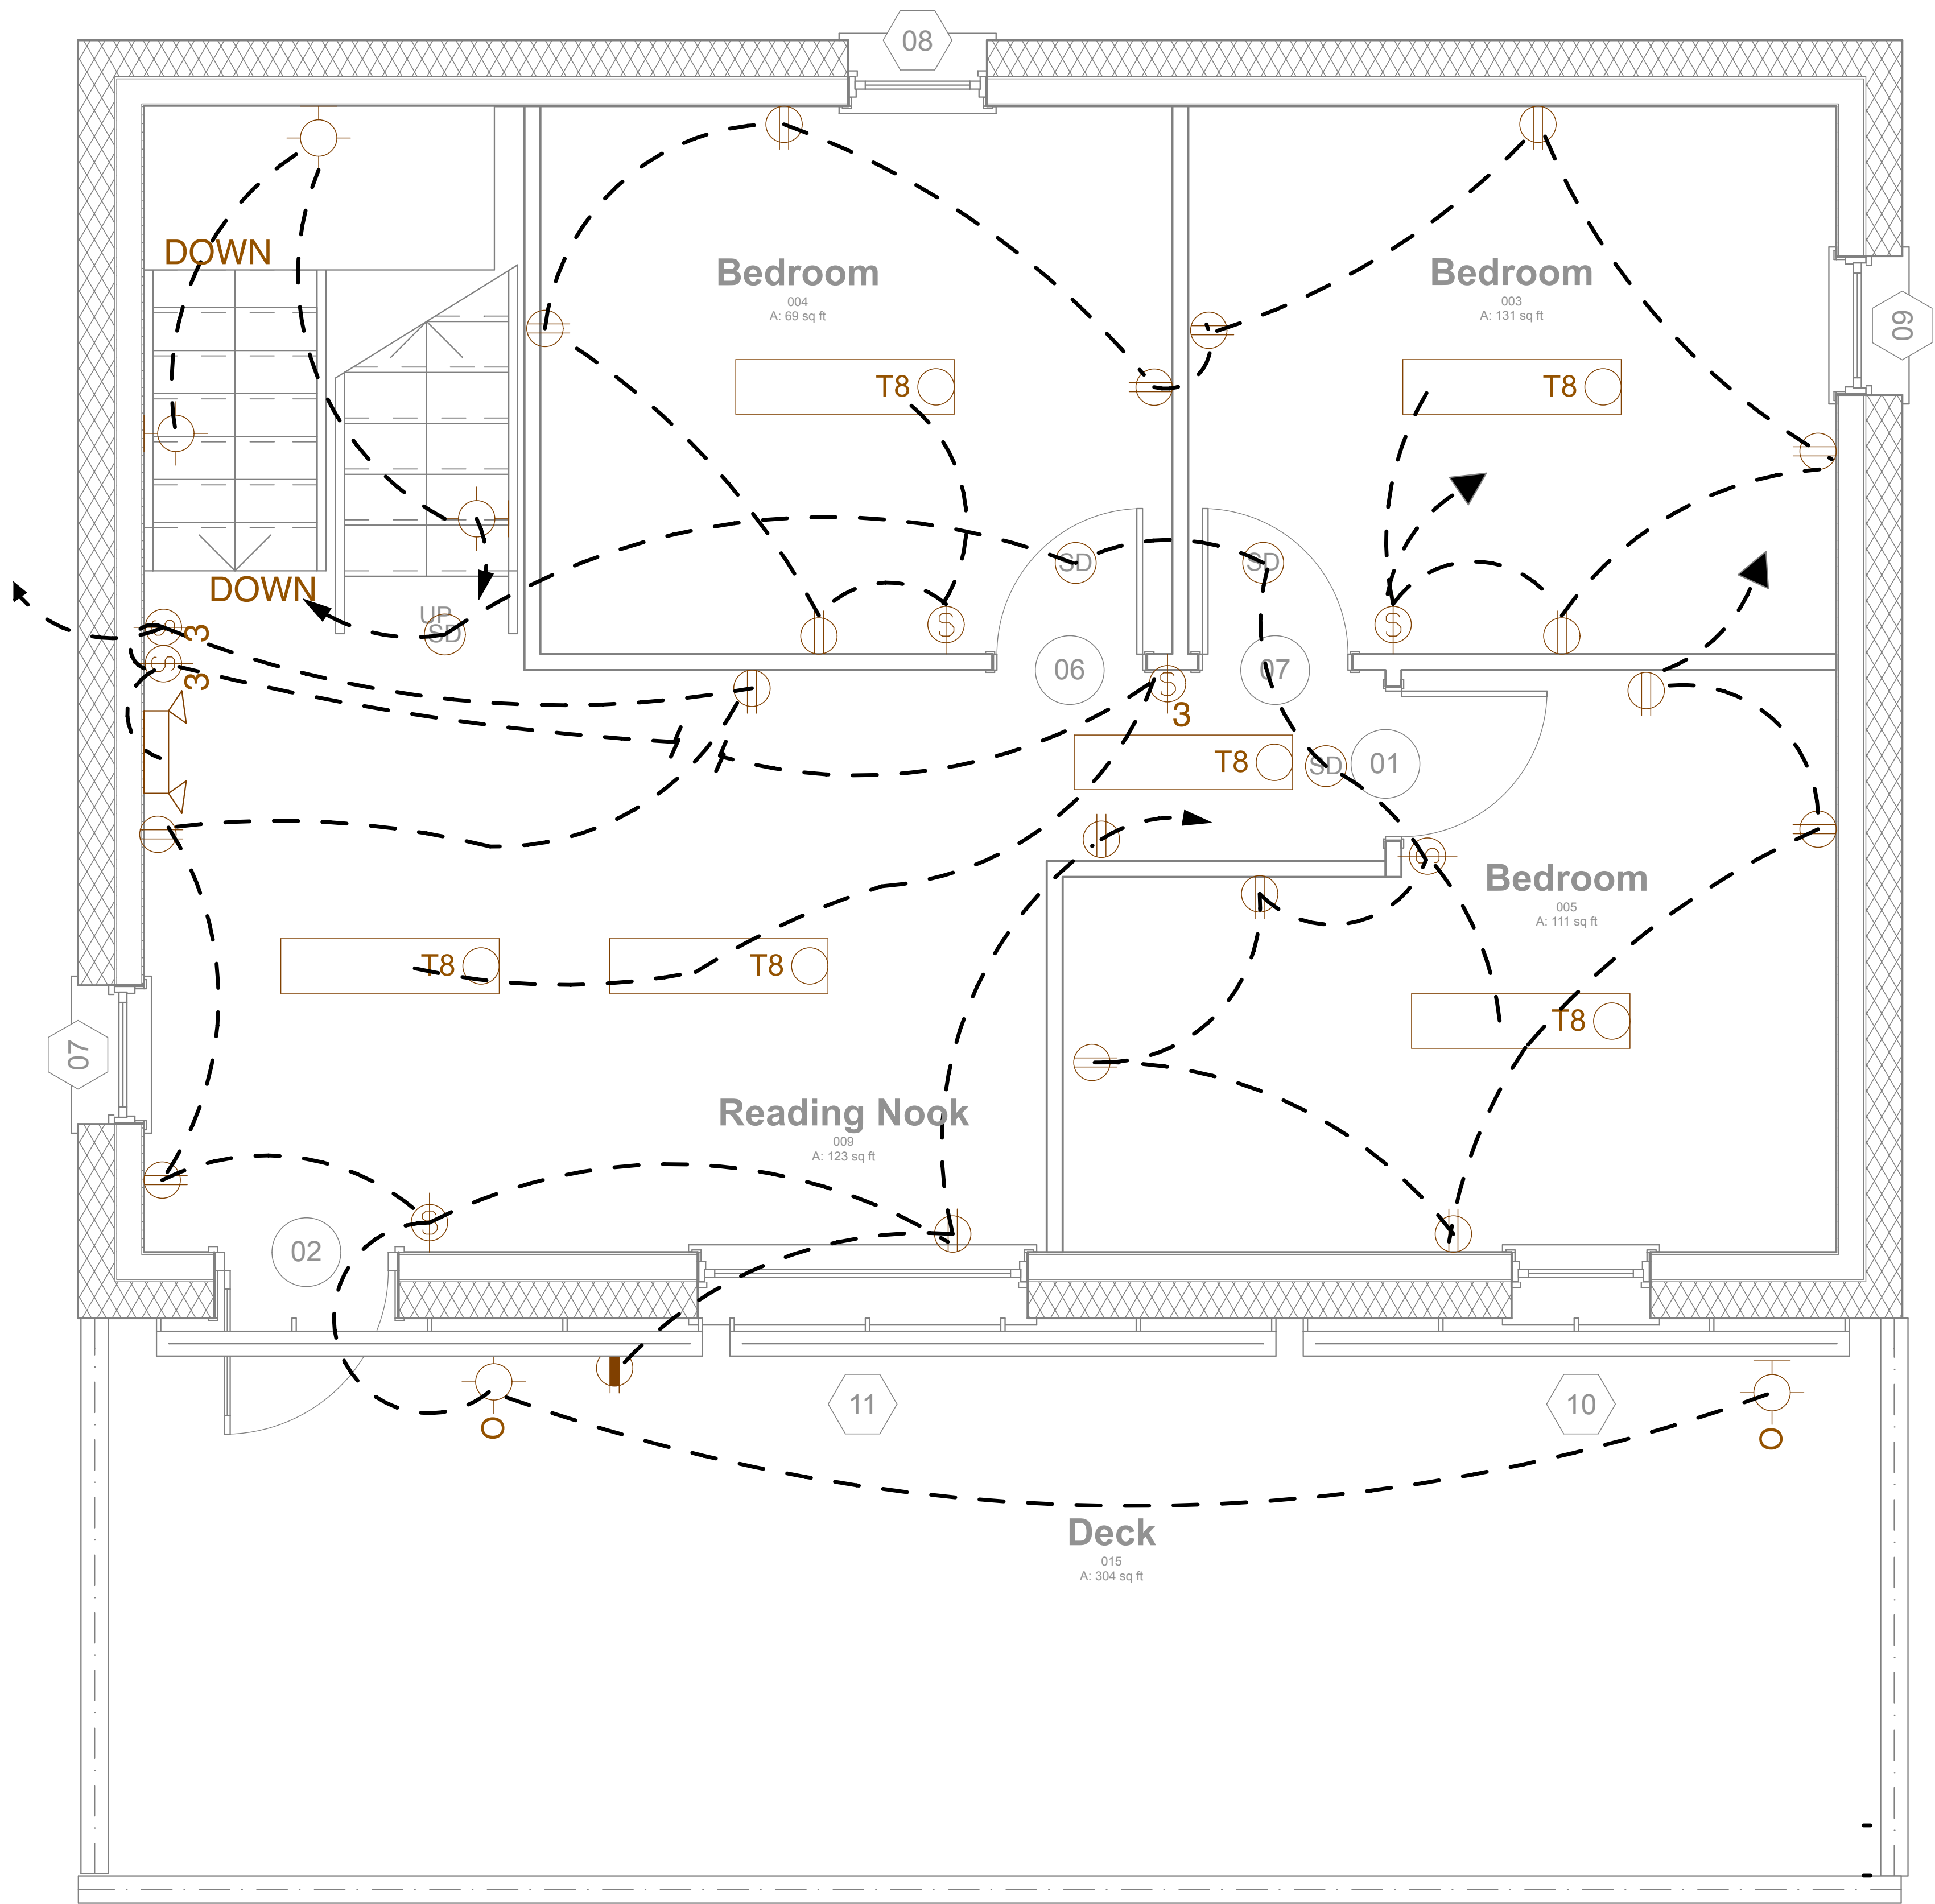 08
DOWN
Bedroom
004
A: 69 sq ft
Bedroom
003
A: 131 sq ft
09
T8
T8
DOWN
UP
SD
SD
SD
S
S
S
3
S
3
06
07
S
3
T8
SD
01
S
Bedroom
005
A: 111 sq ft
T8
T8
T8
07
Reading Nook
009
A: 123 sq ft
S
02
11
10
O
O
Deck
015
A: 304 sq ft